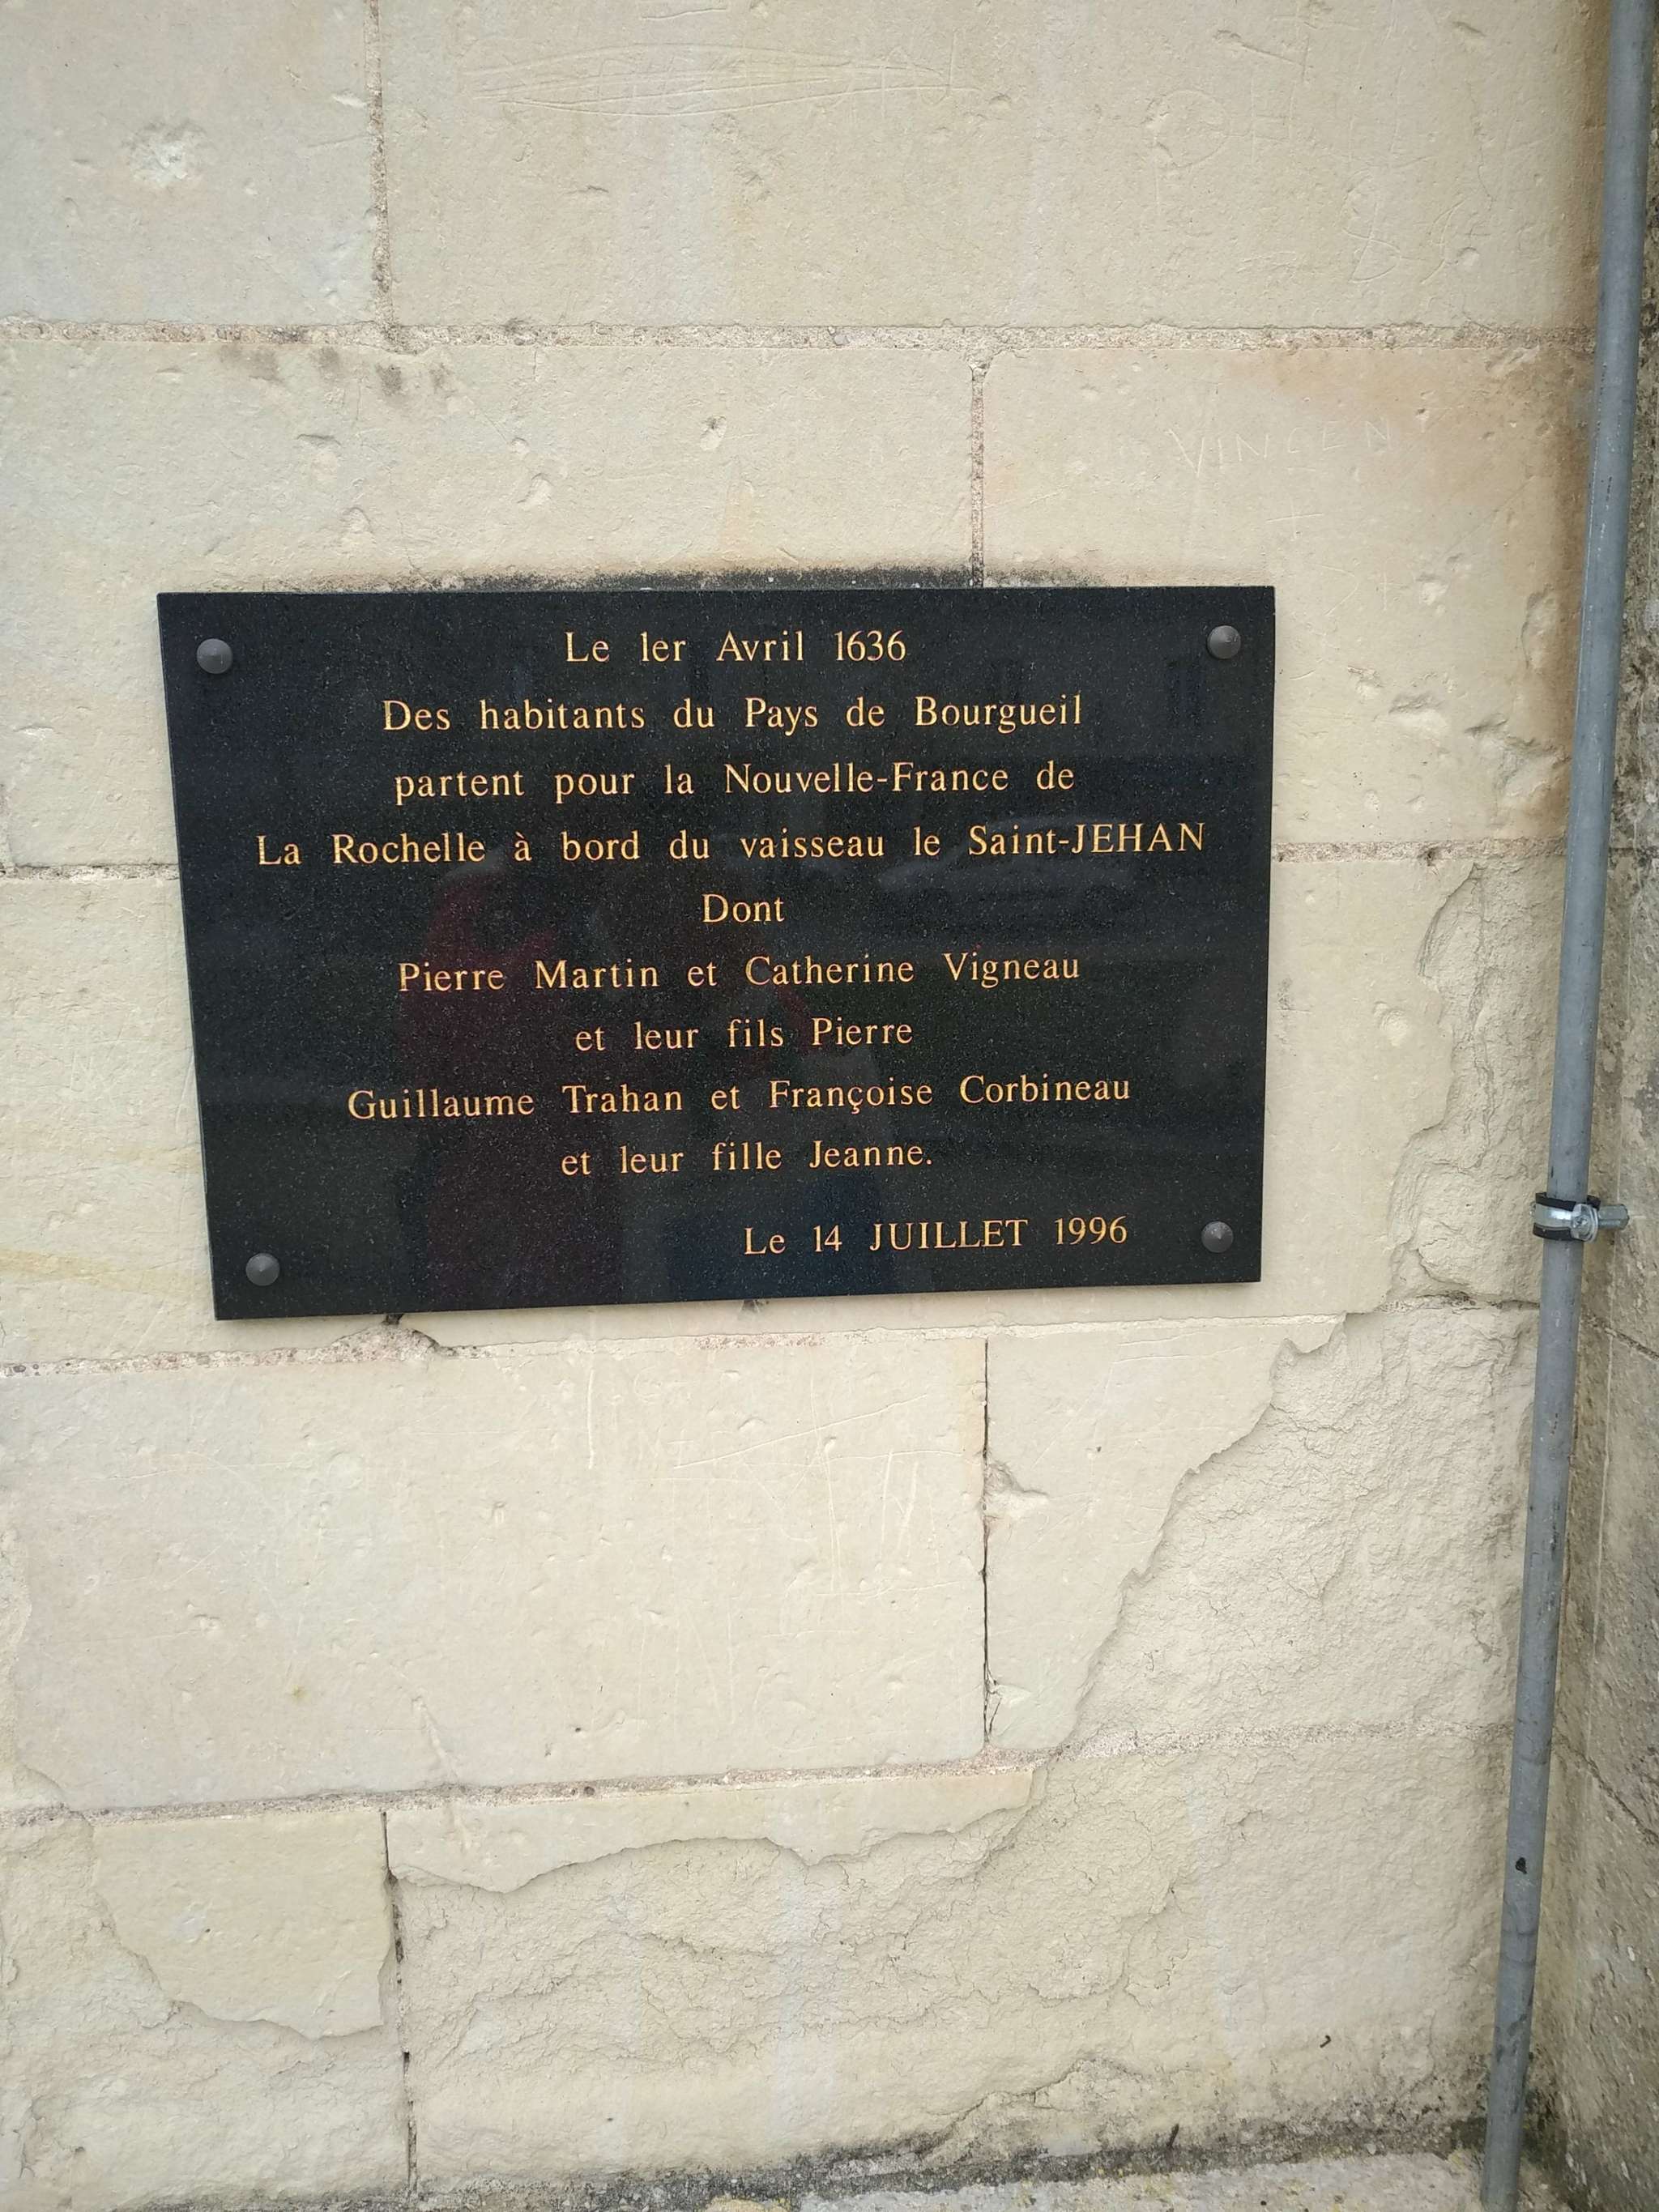 VINCEN
Le 1er Avril 1636
Des habitants du Pays de Bourgueil
partent pour la Nouvelle-France de
La Rochelle à bord du vaisseau le Saint-JEHAN
Dont
Pierre Martin et Catherine Vigneau
et leur fils Pierre
Guillaume Trahan et Françoise Corbineau
et leur fille Jeanne.
Le 14 JUILLET 1996